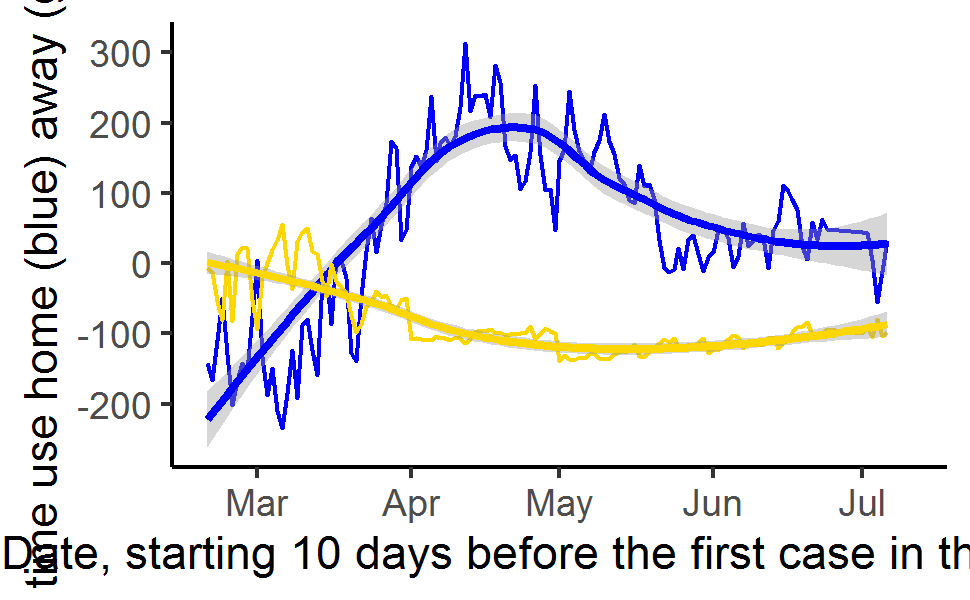 time use home (blue) away (
300
200
100
0
-100
-200
Mar Apr May Jun Jul
Date, starting 10 days before the first case in th